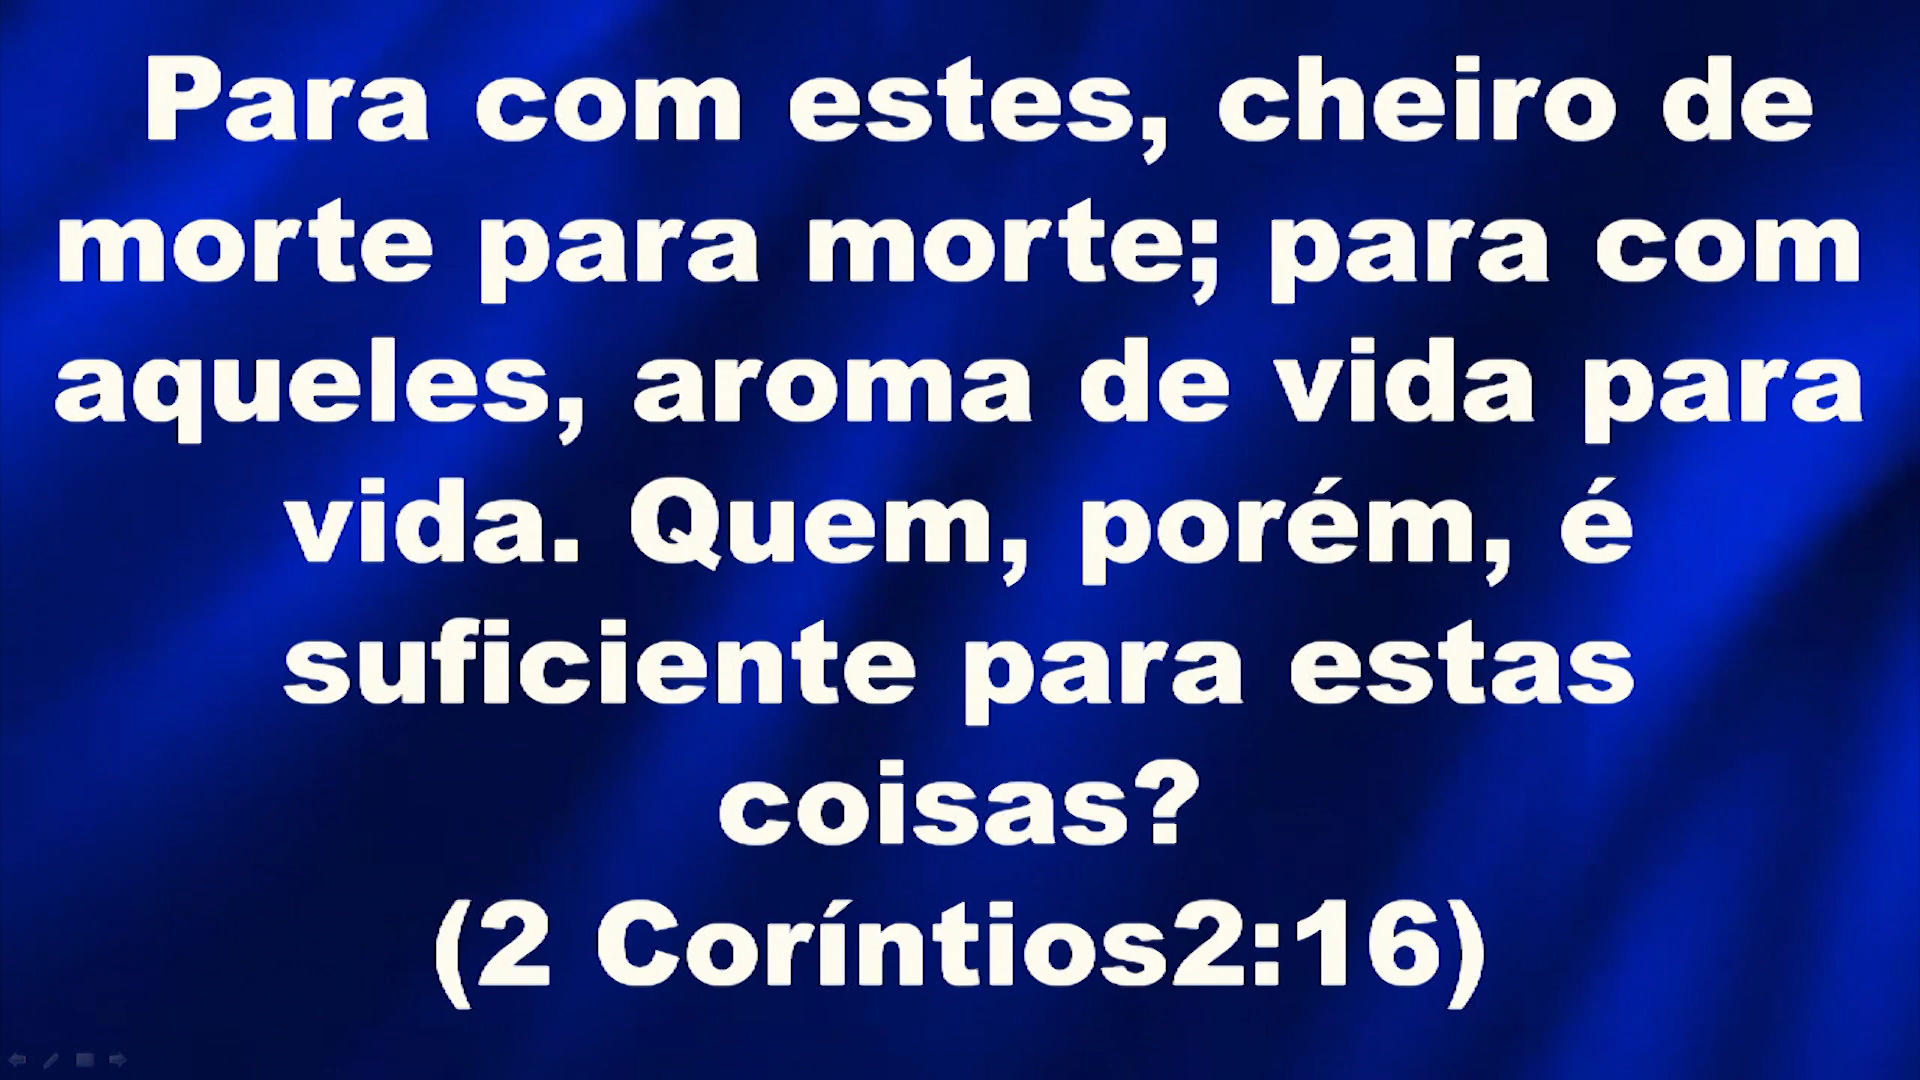 Para com estes, cheiro de
morte para morte; para com
aqueles, aroma de vida para
vida. Quem, porém, é
suficiente para estas
coisas?
(2 Coríntios2:16)